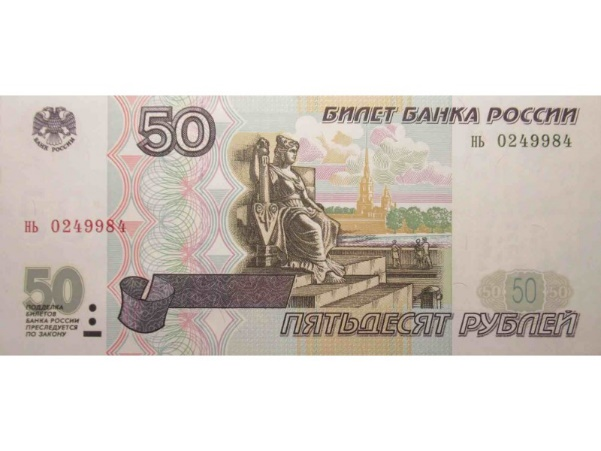 БАНК РОССИИ
50
БИЛЕТ БАНКА РОССИИ
нь 0249984
нь 0249984
50
ПОДДЕЛКА
БИЛЕТОВ
БАНКА РОССИИ
ПРЕСЛЕДУЕТСЯ
ПО ЗАКОНУ
50 50 50
ПЯТЬДЕСЯТ РУБЛЕЙ